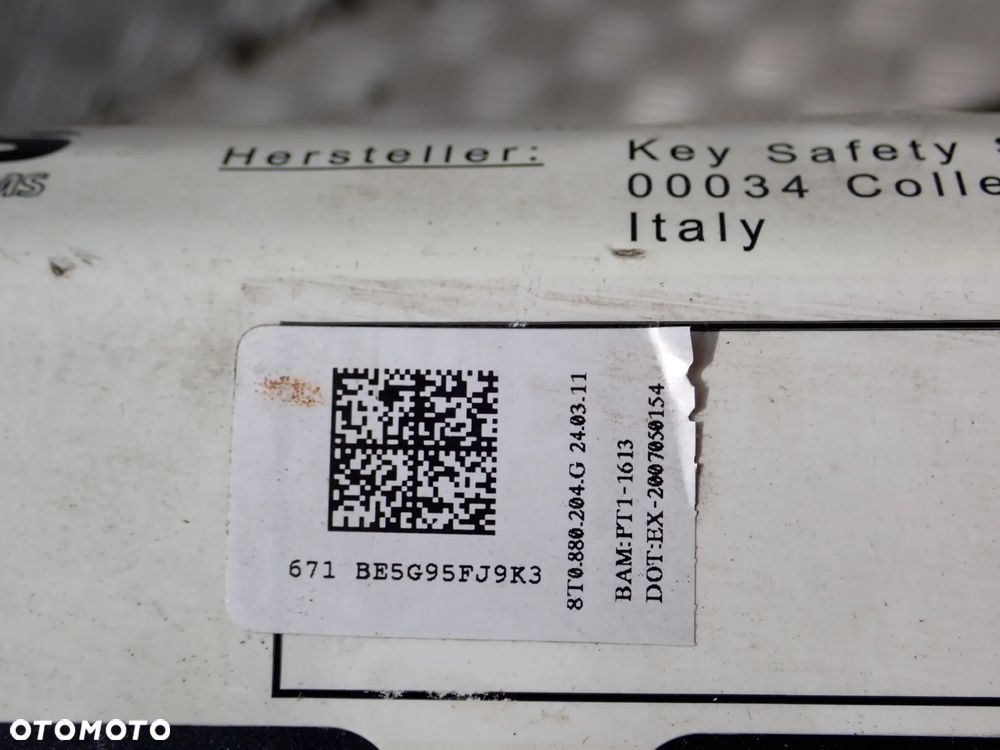 MS
Hersteller:
Key Safety
00034 Colle
Italy
671 BE5G95FJ9K3
8T0.880.204.G 24.03.11
BAM:PT1-1613
DOT:EX-2007050154
OTOMOTO